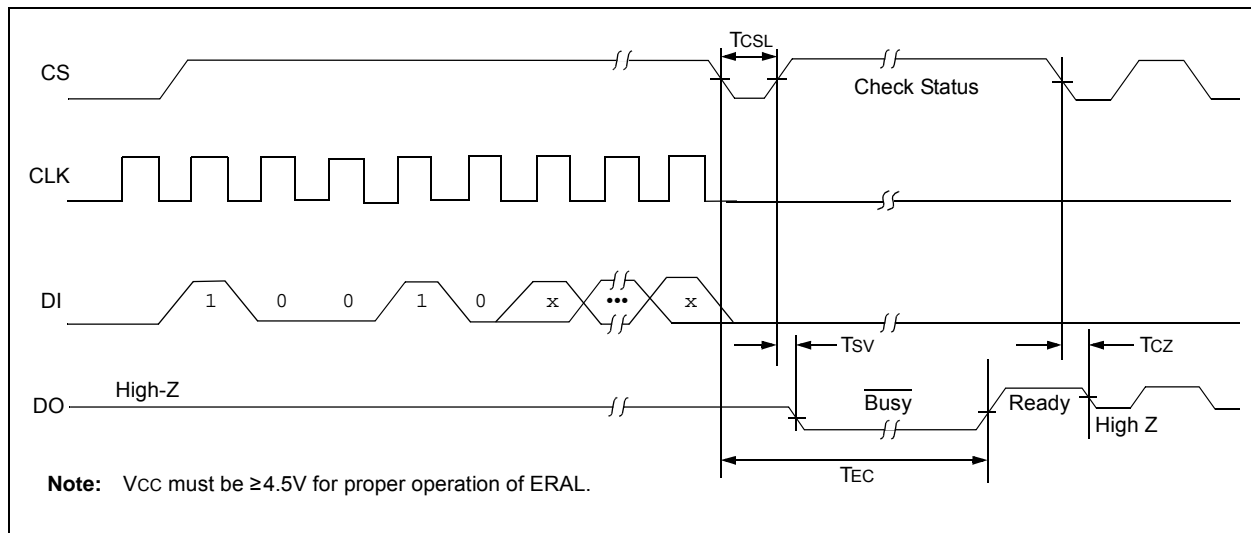 TCSL
CS
Check Status
CLK
DI
1 0 0 1 0 x ••• x
TSV
TCZ
High-Z
DO
Busy
Ready
High Z
TEC
Note: VCC must be ≥4.5V for proper operation of ERAL.